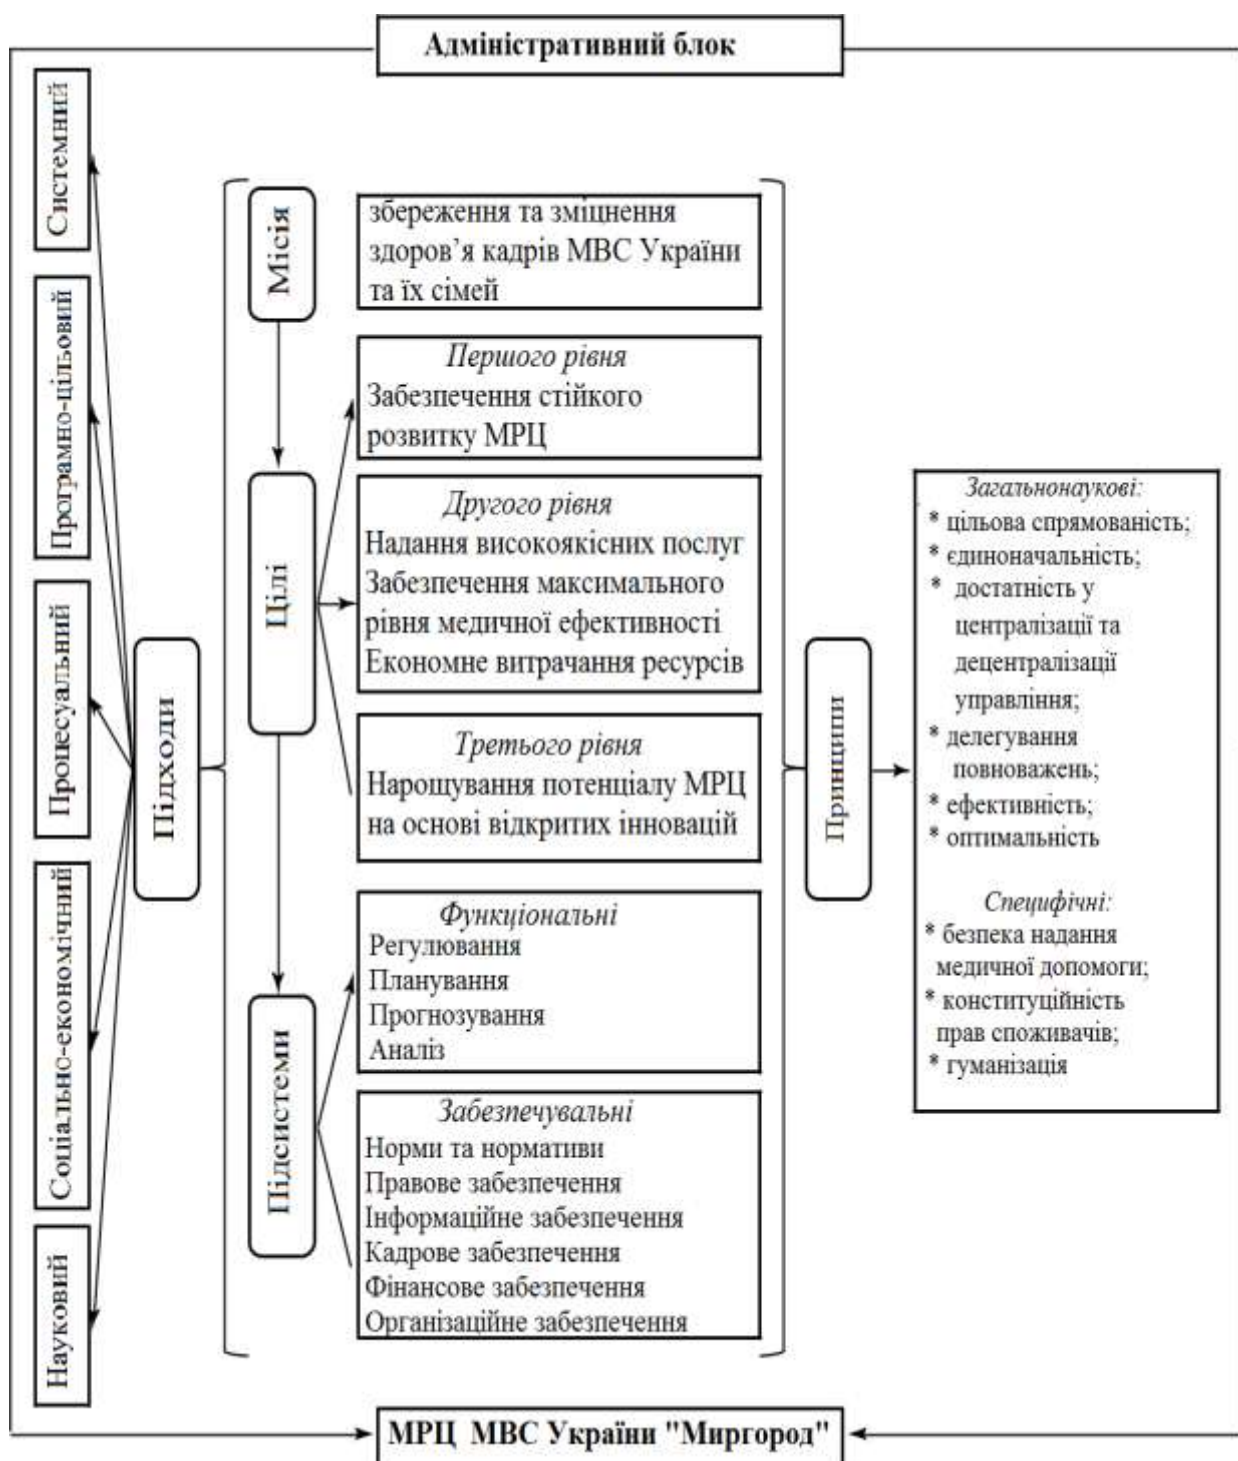 Адміністративний блок
Системний
Програмно-цільовий
Процесуальний
Соціально-економічний
Науковий
Підходи
Місія
збереження та зміцнення
здоров’я кадрів МВС України
та їх сімей
Цілі
Першого рівня
Забезпечення стійкого
розвитку МРЦ
Другого рівня
Надання високоякісних послуг
Забезпечення максимального
рівня медичної ефективності
Економне витрачання ресурсів
Третього рівня
Нарощування потенціалу МРЦ
на основі відкритих інновацій
Підсистеми
Функціональні
Регулювання
Планування
Прогнозування
Аналіз
Забезпечувальні
Норми та нормативи
Правове забезпечення
Інформаційне забезпечення
Кадрове забезпечення
Фінансове забезпечення
Організаційне забезпечення
Принципи
Загальнонаукові:
* цільова спрямованість;
* єдиноначальність;
* достатність у
централізації та
децентралізації
управління;
* делегування
повноважень;
* ефективність;
* оптимальність
Специфічні:
* безпека надання
медичної допомоги;
* конституційність
прав споживачів;
* гуманізація
МРЦ МВС України "Миргород"